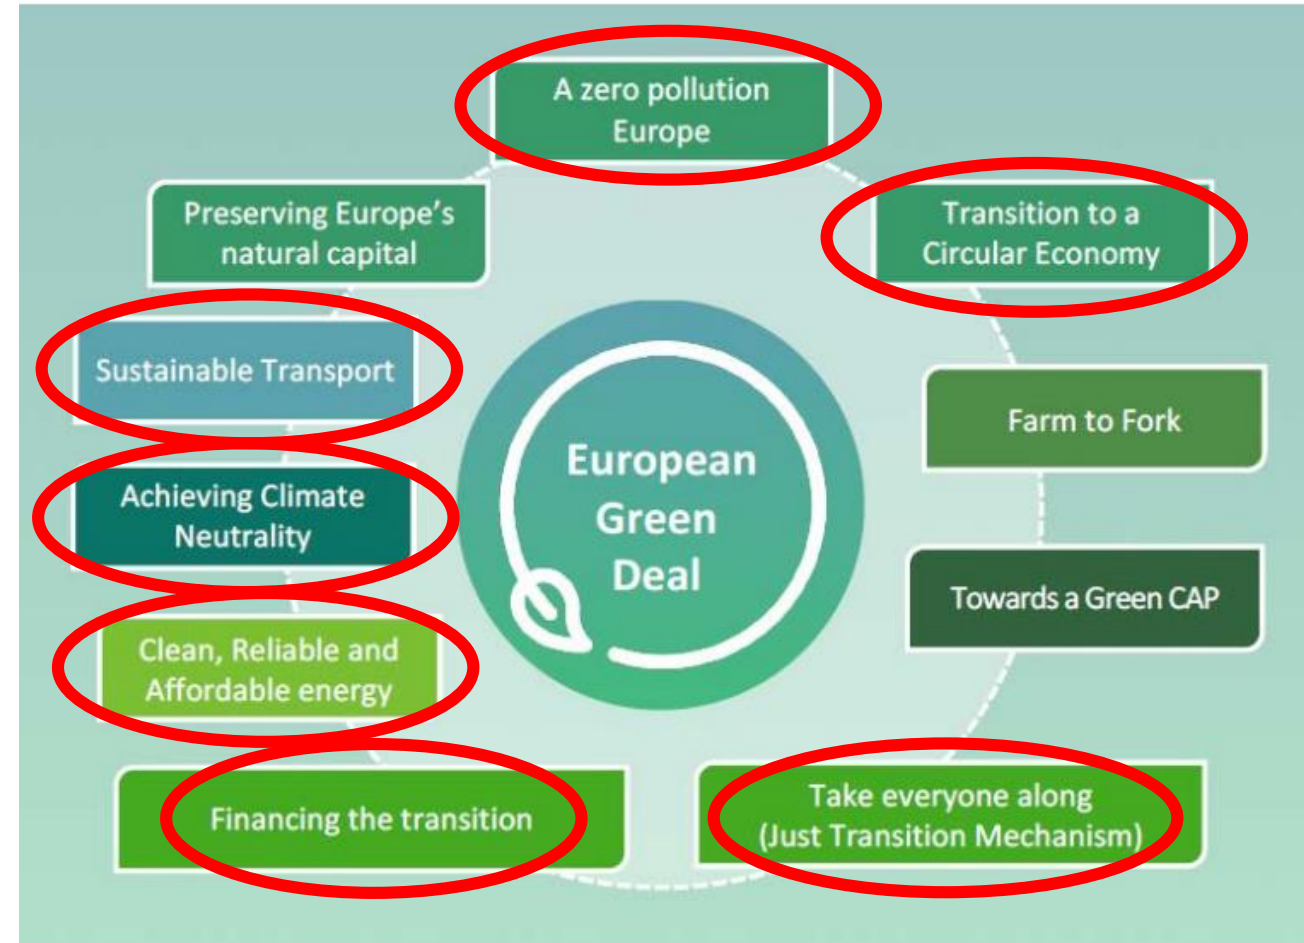 A zero pollution
Europe
Preserving Europe's
natural capital
Transition to a
Circular Economy
Sustainable Transport
Farm to Fork
European
Green
Deal
Achieving Climate
Neutrality
Towards a Green CAP
Clean, Reliable and
Affordable energy
Financing the transition
Take everyone along
(Just Transition Mechanism)